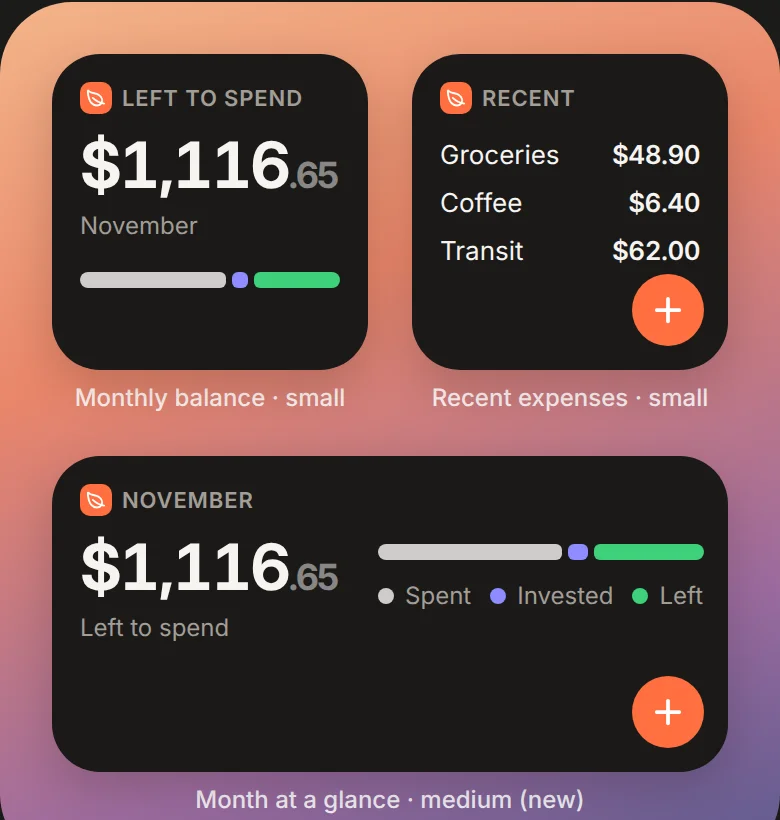 LEFT TO SPEND
$1,116.65
November
RECENT
Groceries $48.90
Coffee $6.40
Transit $62.00
Monthly balance · small
Recent expenses · small
NOVEMBER
$1,116.65
Left to spend
Spent Invested Left
Month at a glance · medium (new)